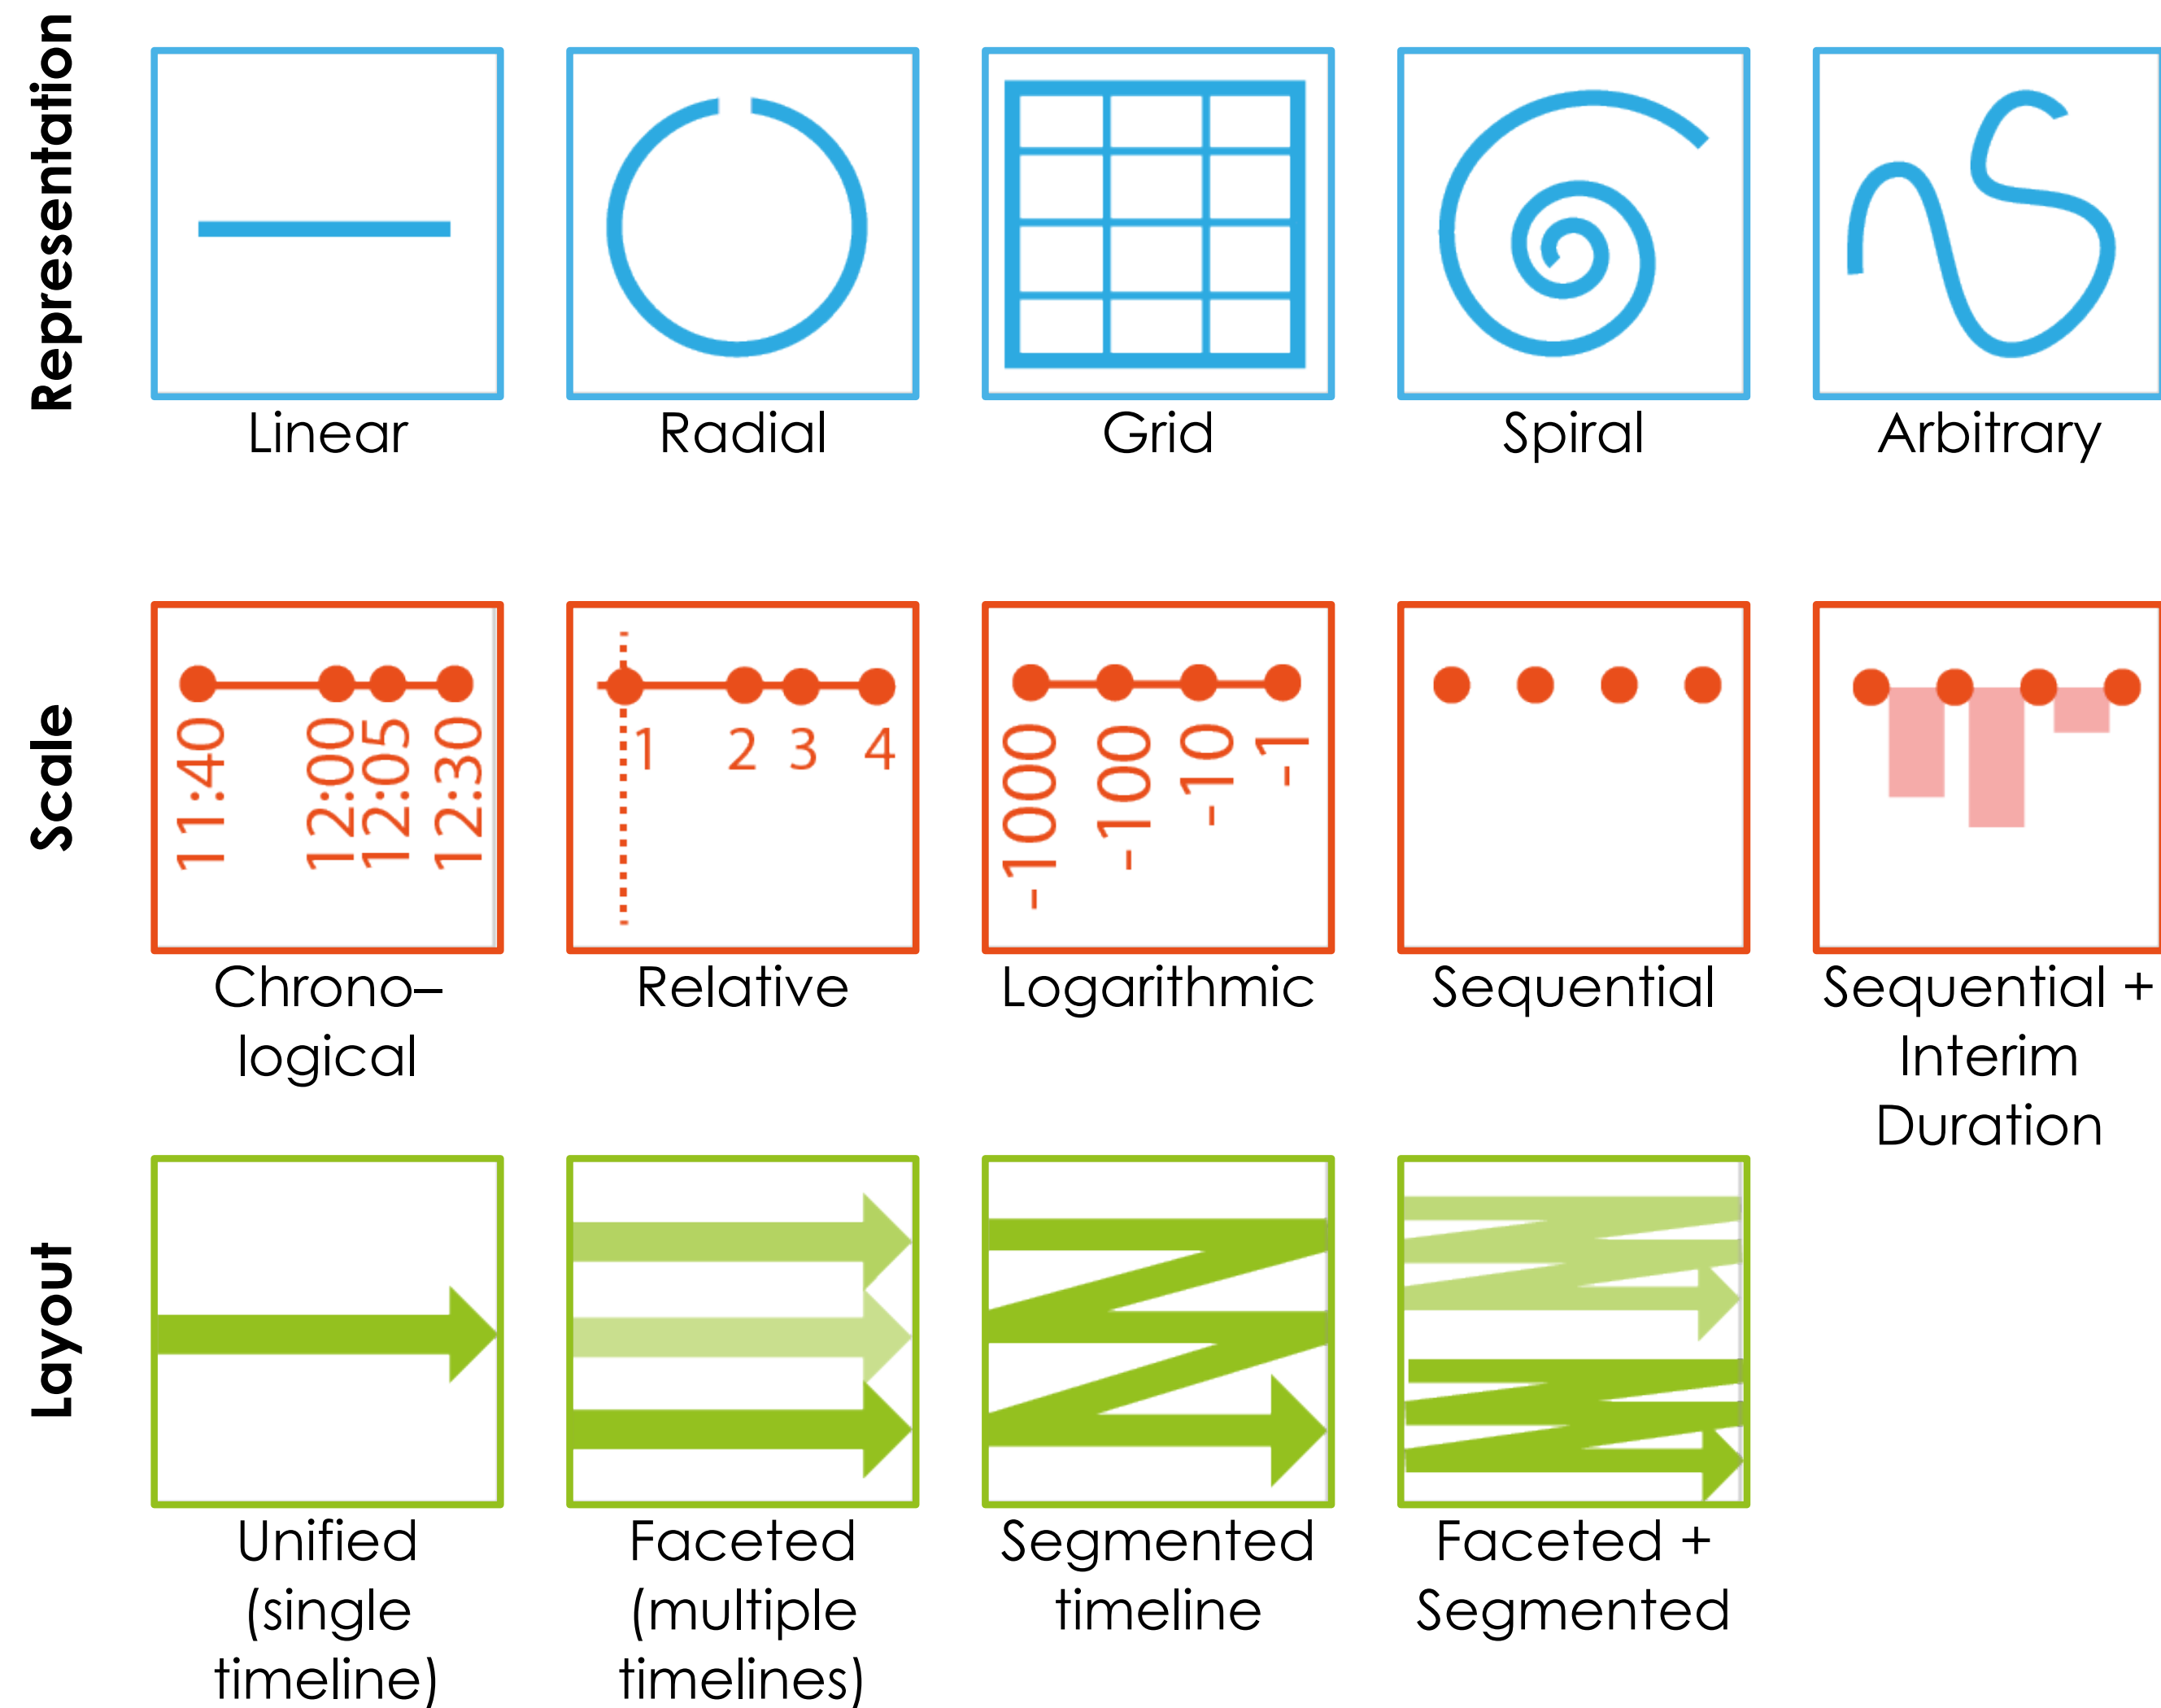 Representation
Linear
Radial
Grid
Spiral
Arbitrary
Scale
11:40
12:00
12:05
12:30
1
2
3
4
-1000
-100
-10
-1
Chrono–
logical
Relative
Logarithmic
Sequential
Sequential +
Interim
Duration
Layout
Unified
(single
timeline)
Faceted
(multiple
timelines)
Segmented
timeline
Faceted +
Segmented